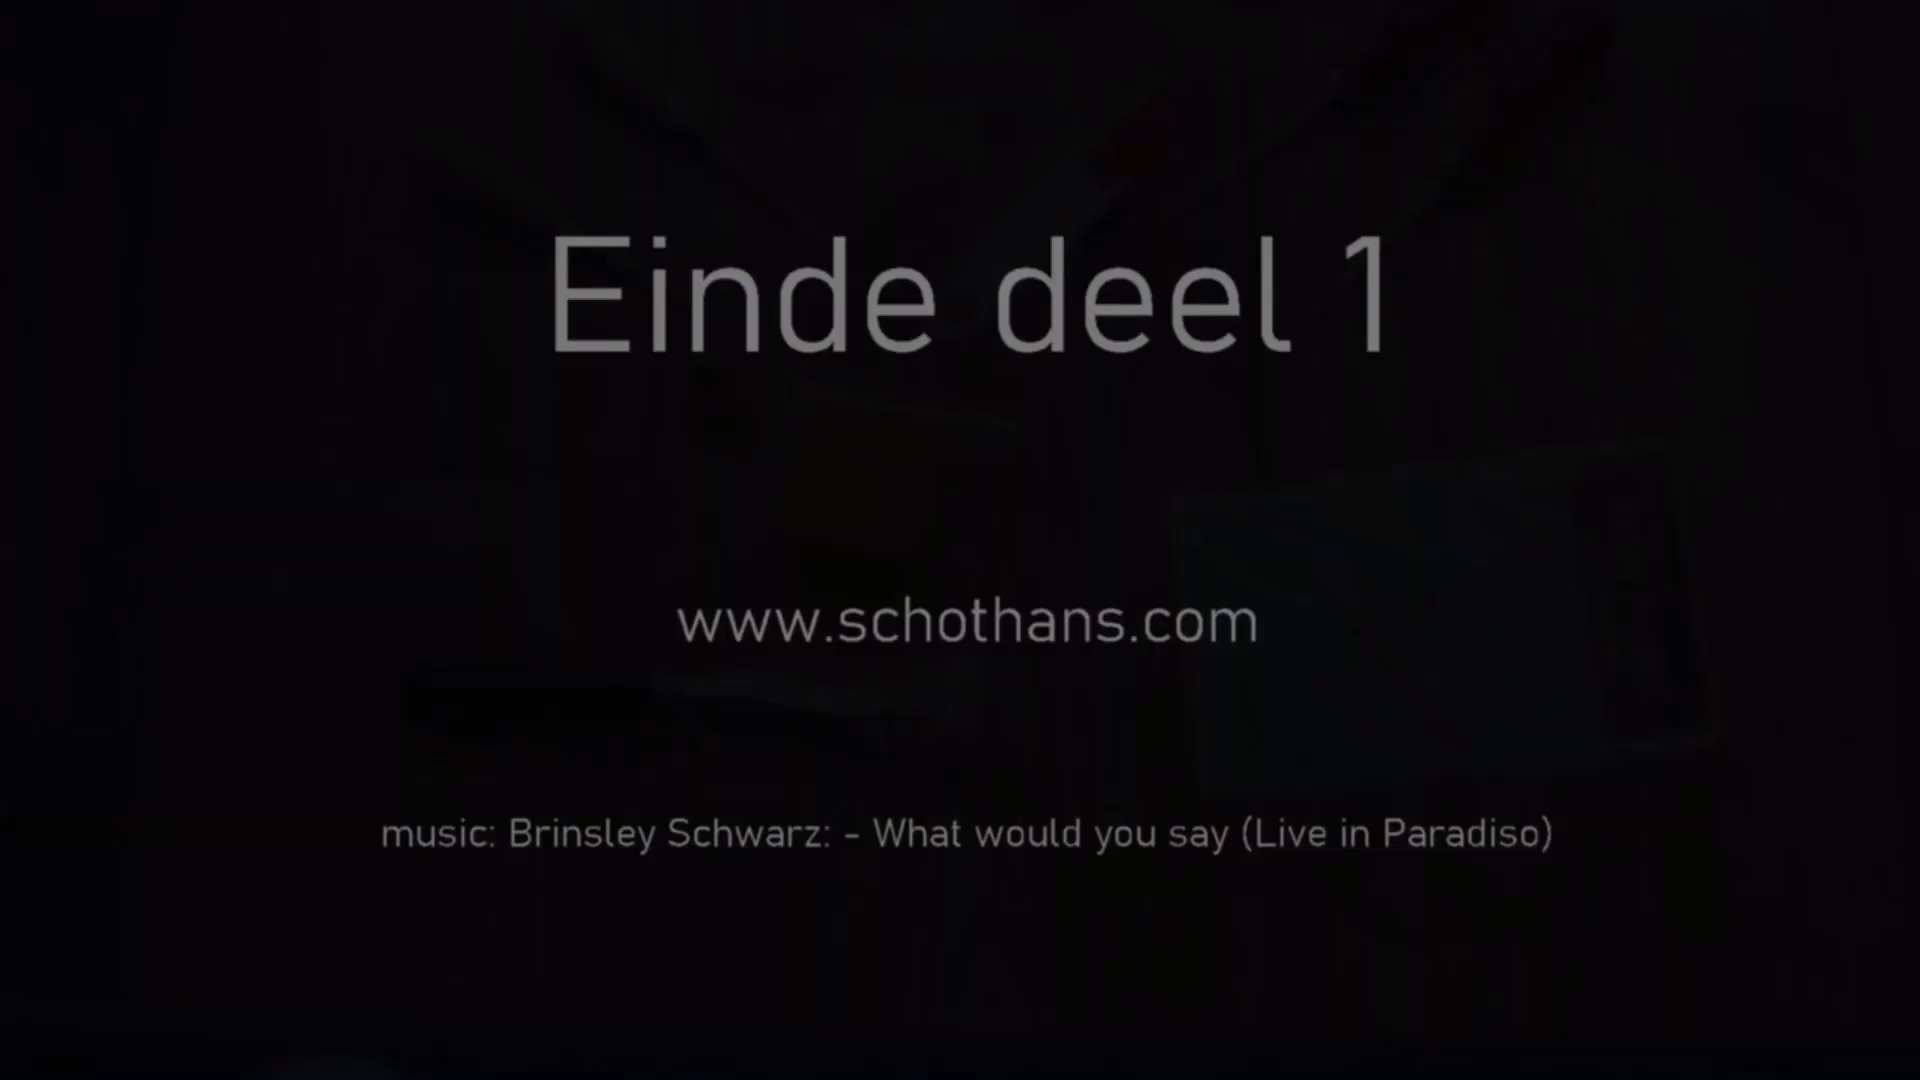 Einde deel 1
www.schothans.com
music: Brinsley Schwarz: - What would you say (Live in Paradiso)